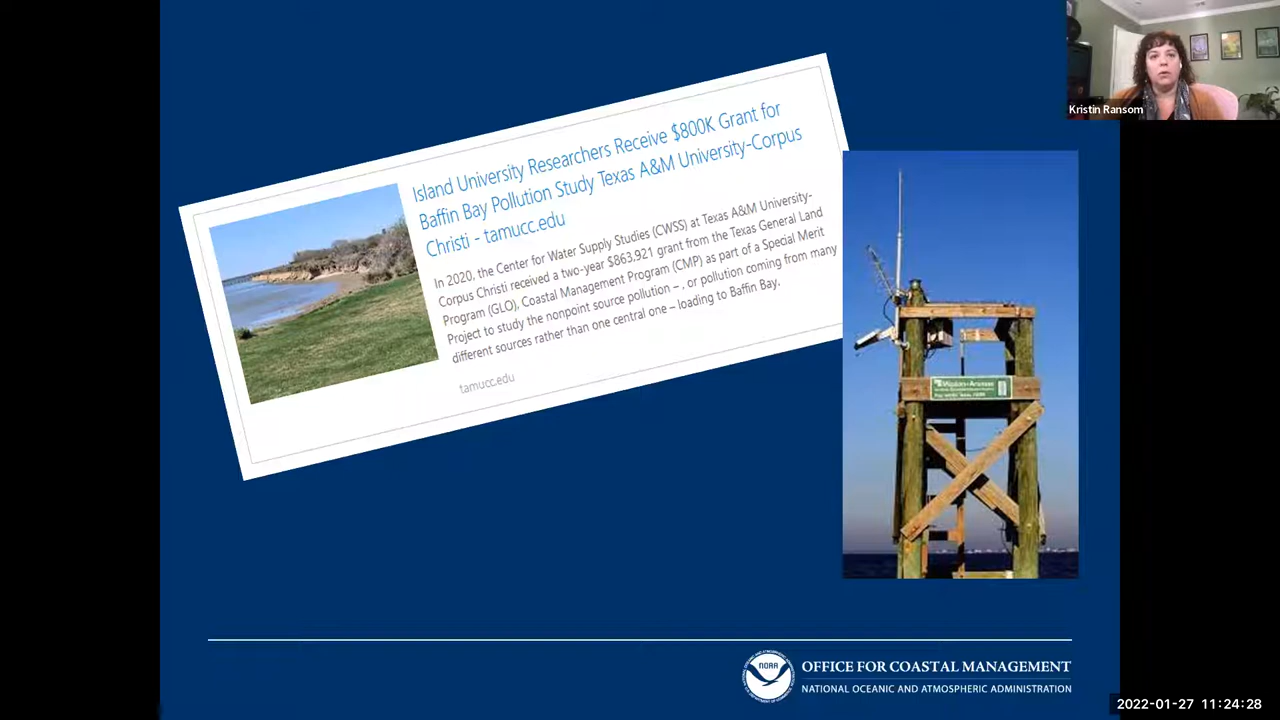 Kristin Ransom
Island University Researchers Receive $800K Grant for
Baffin Bay Pollution Study Texas A&M University-Corpus
Christi - tamucc.edu
In 2020, the Center for Water Supply Studies (CWSS) at Texas A&M University-
Corpus Christi received a two-year $863,921 grant from the Texas General Land
Program (GLO), Coastal Management Program (CMP) as part of a Special Merit
Project to study the nonpoint source pollution – , or pollution coming from many
different sources rather than one central one – loading to Baffin Bay.
tamucc.edu
Mission-Aransas
NOAA
OFFICE FOR COASTAL MANAGEMENT
NATIONAL OCEANIC AND ATMOSPHERIC ADMINISTRATION
2022-01-27 11:24:28